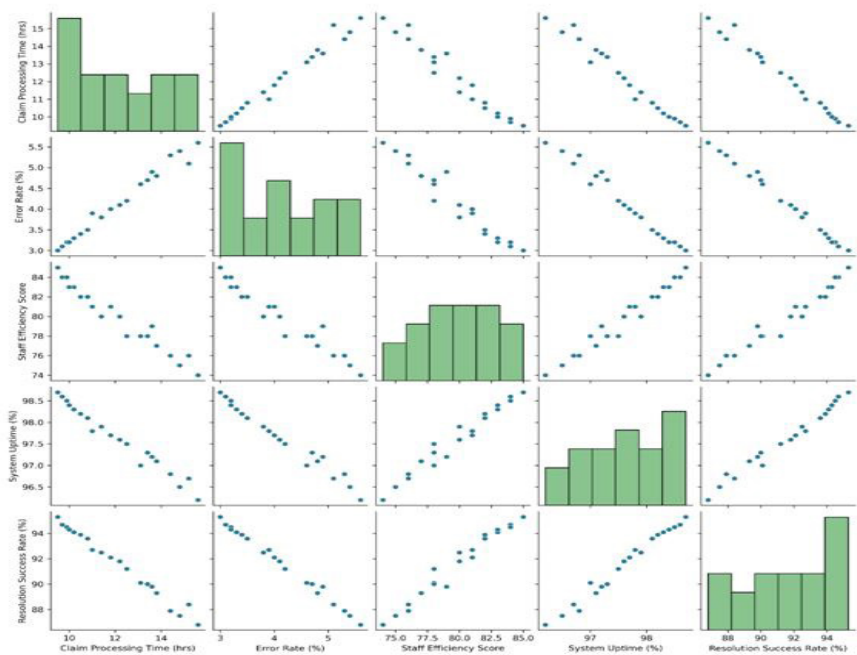 Claim Processing Time (hrs)
15
14
13
12
11
10
Error Rate (%)
5.5
5.0
4.5
4.0
3.5
3.0
Staff Efficiency Score
84
82
80
78
76
74
System Uptime (%)
98.5
98.0
97.5
97.0
96.5
Resolution Success Rate (%)
94
92
90
88
10 12 14
3 4 5
75.0 77.5 80.0 82.5 85.0
97 98
88 90 92 94
Claim Processing Time (hrs) Error Rate (%) Staff Efficiency Score System Uptime (%) Resolution Success Rate (%)